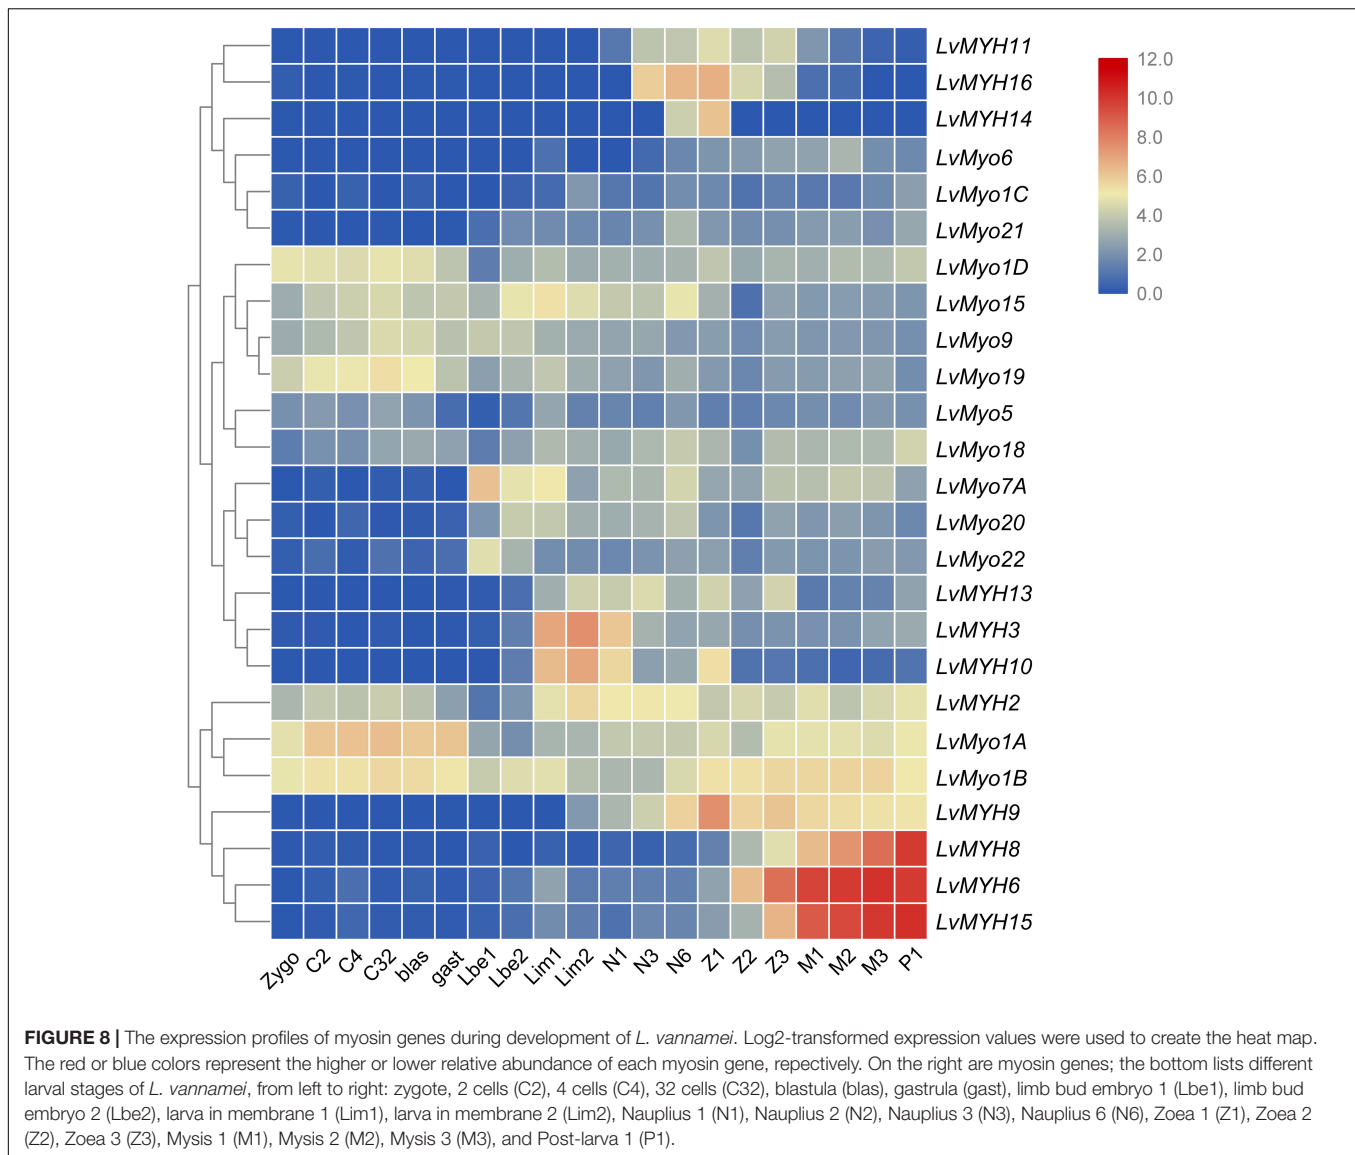 LvMYH11
LvMYH16
LvMYH14
LvMyo6
LvMyo1C
LvMyo21
LvMyo1D
LvMyo15
LvMyo9
LvMyo19
LvMyo5
LvMyo18
LvMyo7A
LvMyo20
LvMyo22
LvMYH13
LvMYH3
LvMYH10
LvMYH2
LvMyo1A
LvMyo1B
LvMYH9
LvMYH8
LvMYH6
LvMYH15
12.0
10.0
8.0
6.0
4.0
2.0
0.0
Zygo C2 C4 C32 blas gast Lbe1 Lbe2 Lim1 Lim2 N1 N3 N6 Z1 Z2 Z3 M1 M2 M3 P1
FIGURE 8 | The expression profiles of myosin genes during development of L. vannamei. Log2-transformed expression values were used to create the heat map.
The red or blue colors represent the higher or lower relative abundance of each myosin gene, repectively. On the right are myosin genes; the bottom lists different
larval stages of L. vannamei, from left to right: zygote, 2 cells (C2), 4 cells (C4), 32 cells (C32), blastula (blas), gastrula (gast), limb bud embryo 1 (Lbe1), limb bud
embryo 2 (Lbe2), larva in membrane 1 (Lim1), larva in membrane 2 (Lim2), Nauplius 1 (N1), Nauplius 2 (N2), Nauplius 3 (N3), Nauplius 6 (N6), Zoea 1 (Z1), Zoea 2
(Z2), Zoea 3 (Z3), Mysis 1 (M1), Mysis 2 (M2), Mysis 3 (M3), and Post-larva 1 (P1).